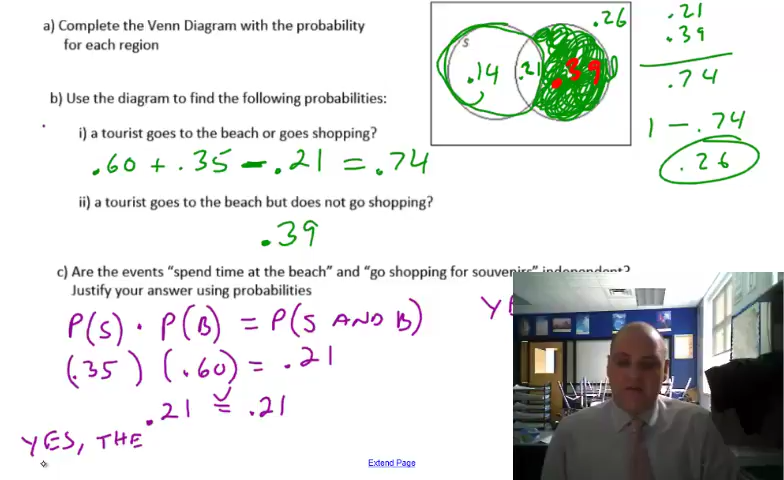 a) Complete the Venn Diagram with the probability
for each region
b) Use the diagram to find the following probabilities:
i) a tourist goes to the beach or goes shopping?
.60 + .35 - .21 = .74
ii) a tourist goes to the beach but does not go shopping?
.39
c) Are the events “spend time at the beach” and “go shopping for souvenirs” independent?
Justify your answer using probabilities
P(S) · P(B) = P(S AND B)
(.35) (.60) = .21
.21 = .21
YES, THE
S
.14
.21
.39
.26
.21
.39
.74
1 - .74
.26
Extend Page